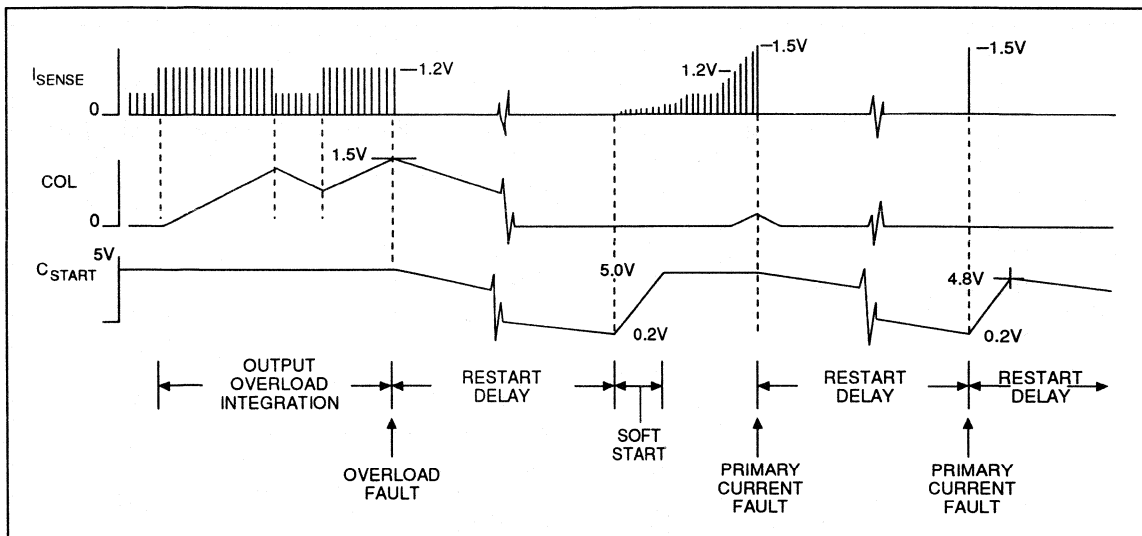 I SENSE
0
1.2V
1.2V
1.5V
1.5V
COL
1.5V
0
C START
5V
5.0V
0.2V
4.8V
0.2V
OUTPUT
OVERLOAD
INTEGRATION
RESTART
DELAY
SOFT
START
RESTART
DELAY
RESTART
DELAY
OVERLOAD
FAULT
PRIMARY
CURRENT
FAULT
PRIMARY
CURRENT
FAULT